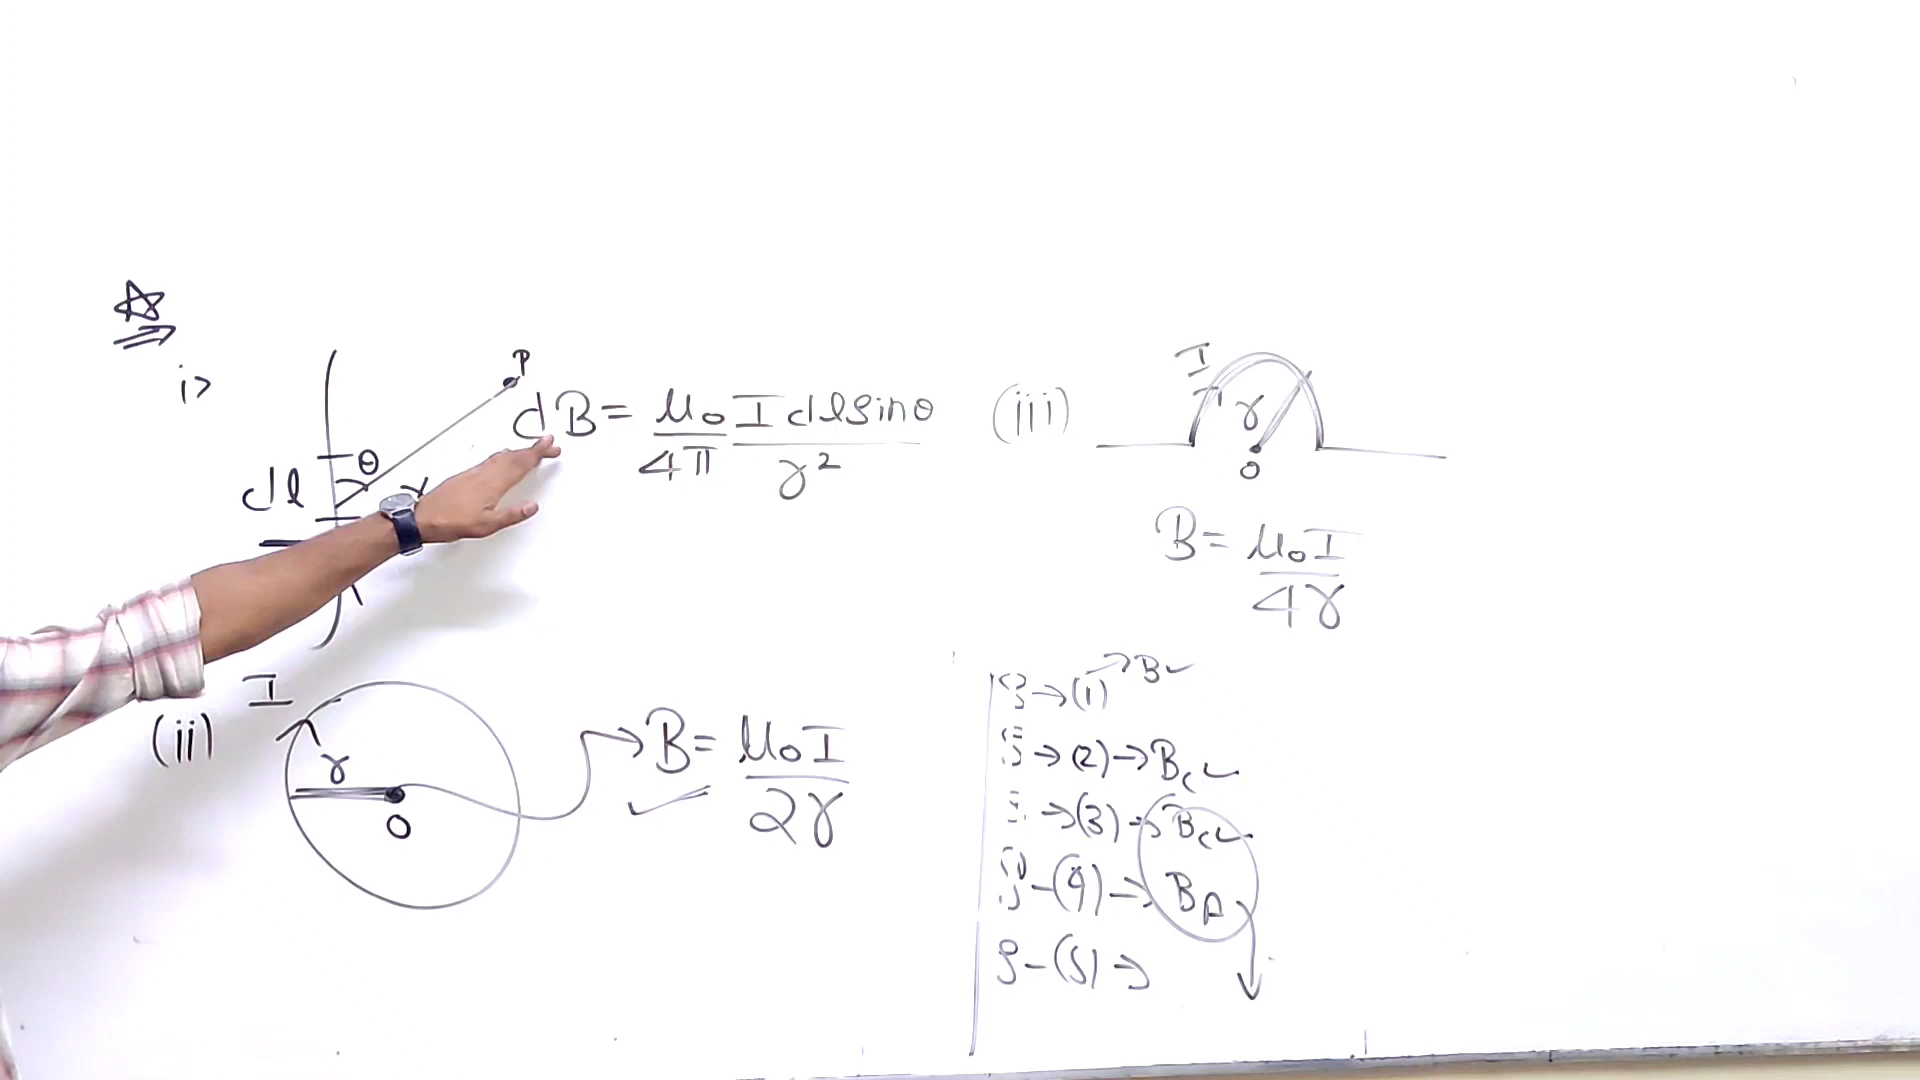 i>
P
θ
dl
r
dB = μ₀/4π I dl sinθ/r²
(iii)
I
r
O
B = μ₀I/4r
(ii)
I
r
O
B = μ₀I/2r
→(1)→B✓
→(2)→Bc✓
→(3)→Bc✓
-(4)→BA
-(5)→